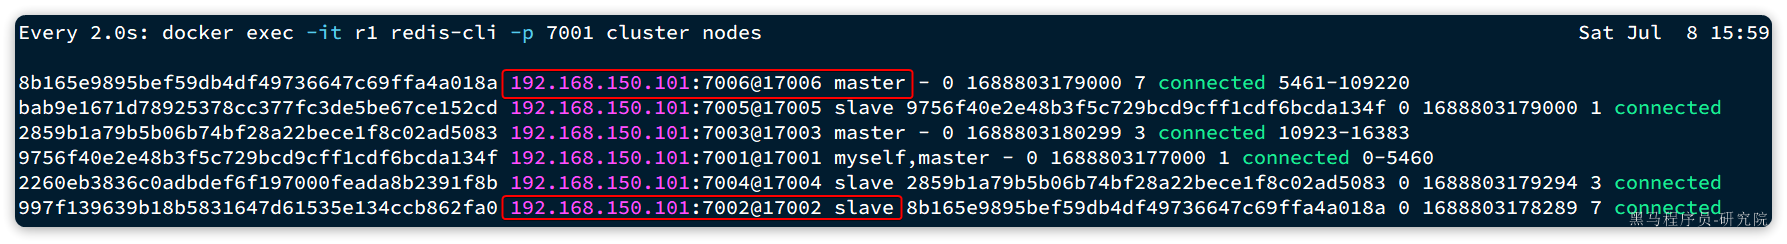 Every 2.0s: docker exec -it r1 redis-cli -p 7001 cluster nodes Sat Jul 8 15:59
8b165e9895bef59db4df49736647c69ffa4a018a 192.168.150.101:7006@17006 master - 0 1688803179000 7 connected 5461-109220
bab9e1671d78925378cc377fc3de5be67ce152cd 192.168.150.101:7005@17005 slave 9756f40e2e48b3f5c729bcd9cff1cdf6bcda134f 0 1688803179000 1 connected
2859b1a79b5b06b74bf28a22bece1f8c02ad5083 192.168.150.101:7003@17003 master - 0 1688803180299 3 connected 10923-16383
9756f40e2e48b3f5c729bcd9cff1cdf6bcda134f 192.168.150.101:7001@17001 myself,master - 0 1688803177000 1 connected 0-5460
2260eb3836c0adbdef6f197000feada8b2391f8b 192.168.150.101:7004@17004 slave 2859b1a79b5b06b74bf28a22bece1f8c02ad5083 0 1688803179294 3 connected
997f139639b18b5831647d61535e134ccb862fa0 192.168.150.101:7002@17002 slave 8b165e9895bef59db4df49736647c69ffa4a018a 0 1688803178289 7 connected
黑马程序员-研究院